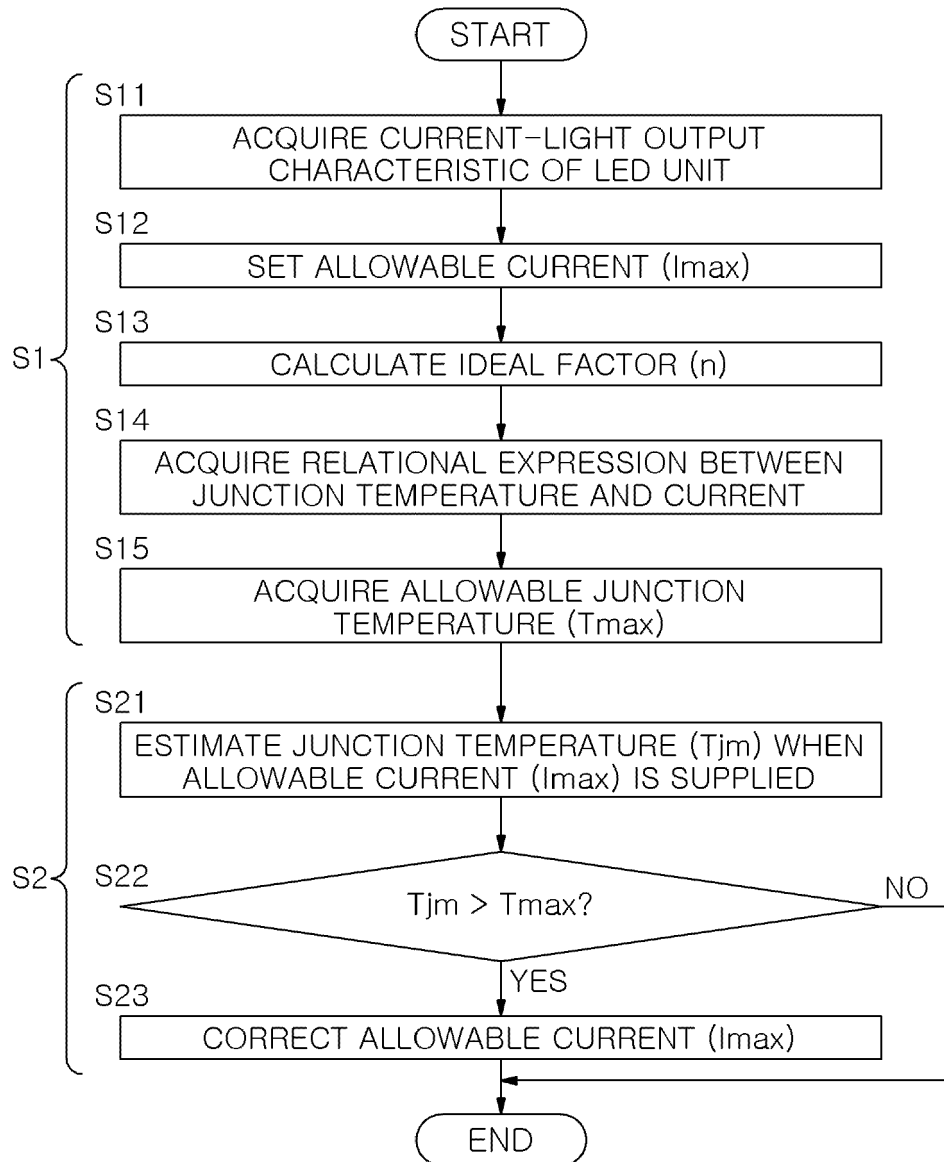 START
S11
ACQUIRE CURRENT-LIGHT OUTPUT
CHARACTERISTIC OF LED UNIT
S12
SET ALLOWABLE CURRENT (Imax)
S13
S1
CALCULATE IDEAL FACTOR (n)
S14
ACQUIRE RELATIONAL EXPRESSION BETWEEN
JUNCTION TEMPERATURE AND CURRENT
S15
ACQUIRE ALLOWABLE JUNCTION
TEMPERATURE (Tmax)
S21
ESTIMATE JUNCTION TEMPERATURE (Tjm) WHEN
ALLOWABLE CURRENT (Imax) IS SUPPLIED
S2
S22
Tjm > Tmax?
NO
YES
S23
CORRECT ALLOWABLE CURRENT (Imax)
END